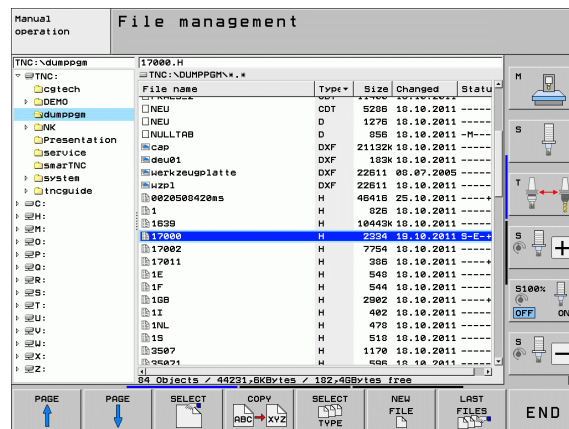 Manual
operation
File management
TNC:\dumppgm
17000.H
TNC:
cgtech
DEMO
dumppgm
NK
Presentation
service
smarTNC
system
tncguide
C:
H:
M:
O:
P:
Q:
R:
S:
T:
U:
V:
W:
X:
Z:
TNC:\DUMPPGM\*.*
File name Type Size Changed Statu
NEU CDT 5286 18.10.2011 -----
NEU D 1276 18.10.2011 -----
NULLTAB D 856 18.10.2011 -M---
cap DXF 21132K 18.10.2011 -----
deu01 DXF 183K 18.10.2011 -----
Werkzeugplatte DXF 22611 08.07.2005 -----
wzpl DXF 22611 18.10.2011 -----
0020508420ms H 46416 25.10.2011 ----+
1 H 826 18.10.2011 -----
1639 H 10443K 18.10.2011 -----
17000 H 2334 19.10.2011 S-E-+
17002 H 7754 18.10.2011 -----
17011 H 386 18.10.2011 ----+
1E H 548 18.10.2011 -----
1F H 544 18.10.2011 -----
1GB H 2902 18.10.2011 ----+
1I H 402 18.10.2011 -----
1NL H 478 18.10.2011 -----
1S H 518 18.10.2011 -----
3507 H 1170 18.10.2011 -----
35071 H 596 18.10.2011 -----
84 Objects / 44231,6KBytes / 182,4GBytes free
M
S
T
S
S100%
OFF ON
S
PAGE
PAGE
SELECT
COPY
ABC XYZ
SELECT
TYPE
NEW
FILE
LAST
FILES
END